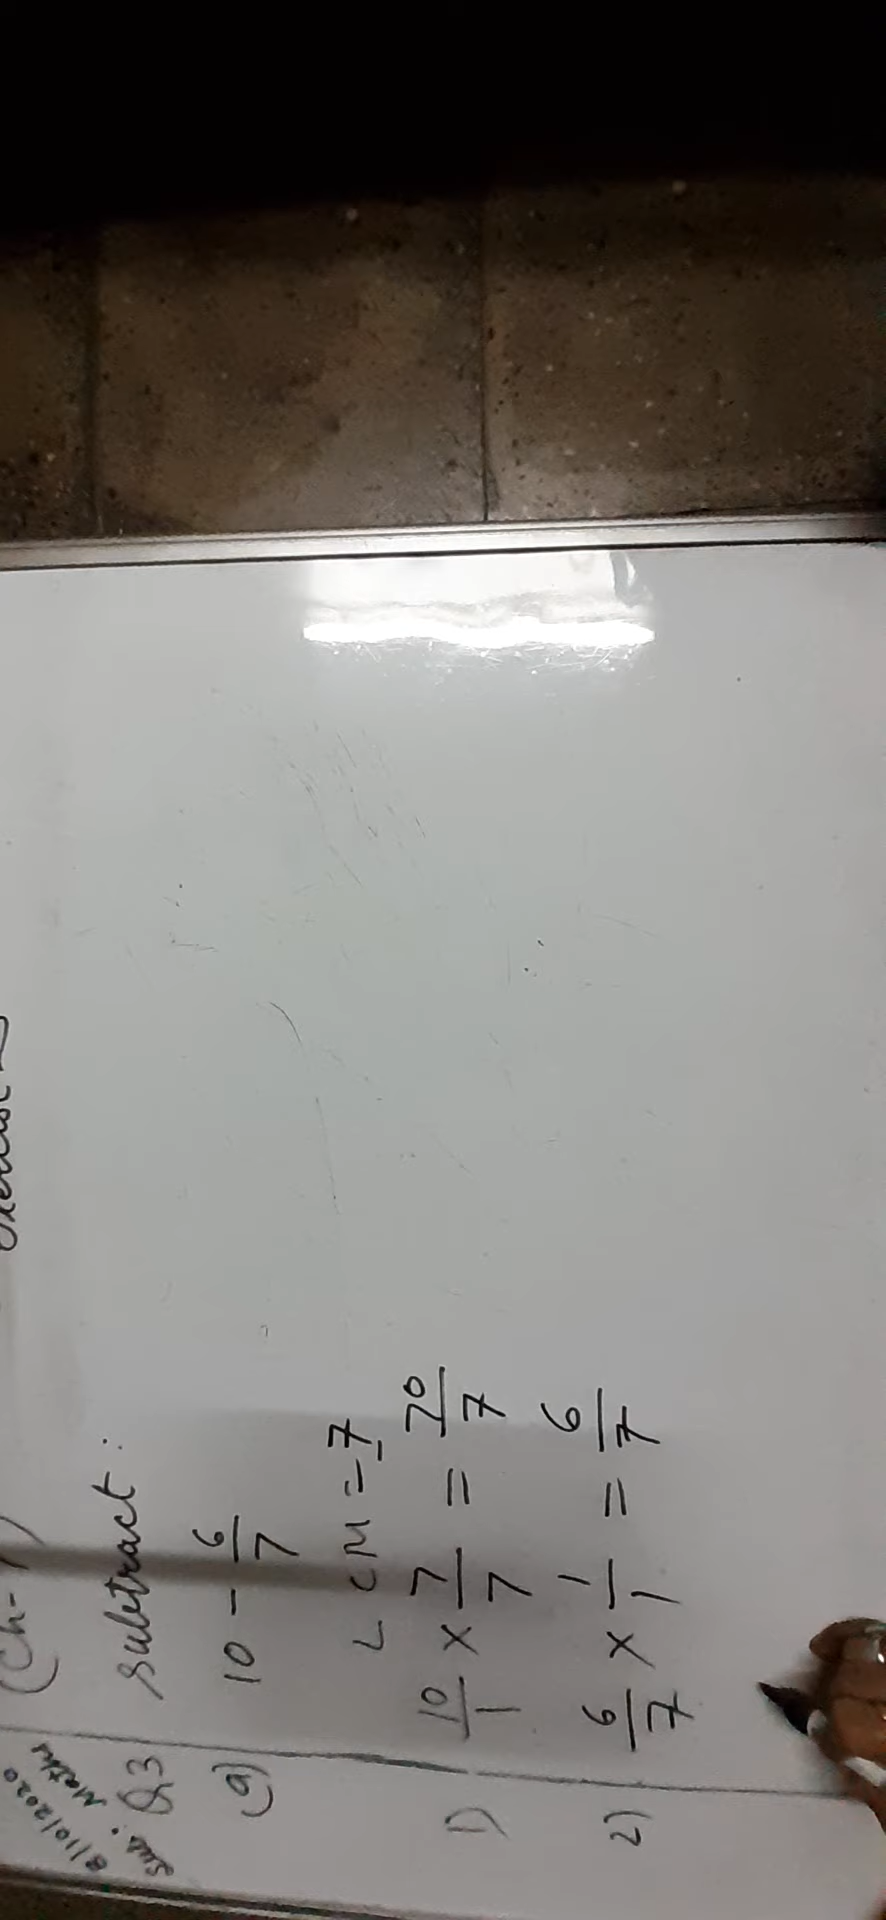 8/10/2020
Sub: Maths
(Ch-
Exercise
Q3 Subtract:
(a) 10 - 6/7
LCM = 7
1) 10/1 × 7/7 = 70/7
2) 6/7 × 1/1 = 6/7